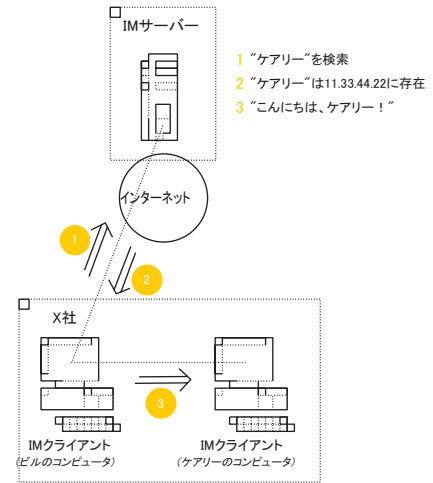 IMサーバー
1 "ケアリー"を検索
2 "ケアリー"は11.33.44.22に存在
3 "こんにちは、ケアリー！"
インターネット
1
2
X社
3
IMクライアント
(ビルのコンピュータ)
IMクライアント
(ケアリーのコンピュータ)